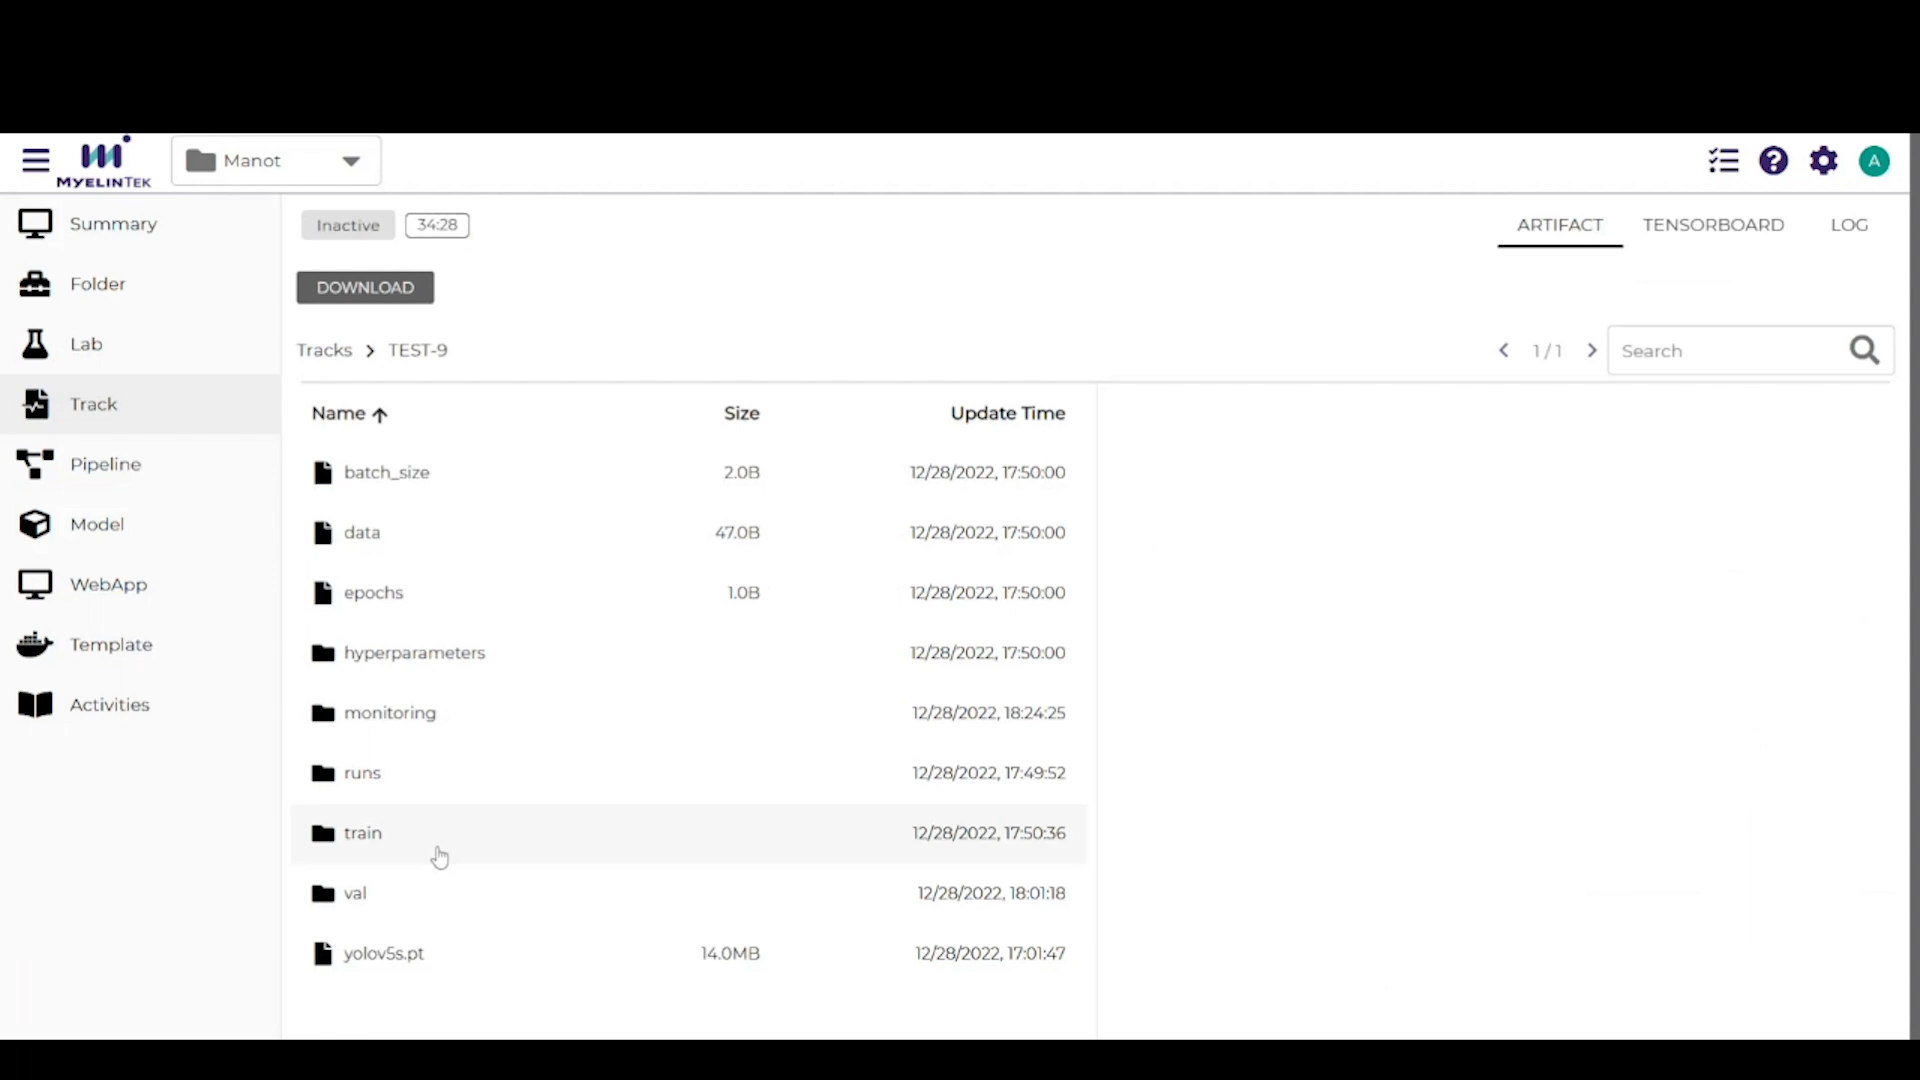 MYELINTEK
Manot
A
Summary
Folder
Lab
Track
Pipeline
Model
WebApp
Template
Activities
Inactive 34:28
ARTIFACT TENSORBOARD LOG
DOWNLOAD
Tracks > TEST-9
< 1 / 1 > Search
Name ↑ Size Update Time
batch_size 2.0B 12/28/2022, 17:50:00
data 47.0B 12/28/2022, 17:50:00
epochs 1.0B 12/28/2022, 17:50:00
hyperparameters 12/28/2022, 17:50:00
monitoring 12/28/2022, 18:24:25
runs 12/28/2022, 17:49:52
train 12/28/2022, 17:50:36
val 12/28/2022, 18:01:18
yolov5s.pt 14.0MB 12/28/2022, 17:01:47